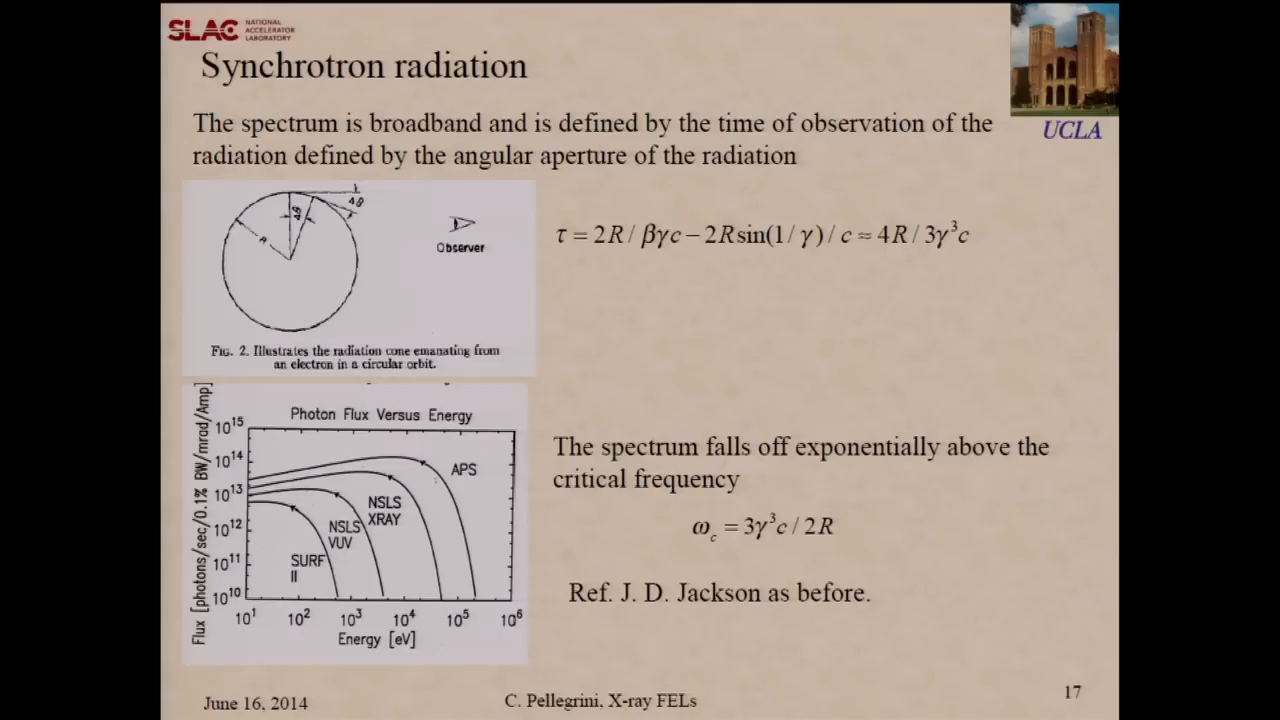 SLAC NATIONAL ACCELERATOR LABORATORY
Synchrotron radiation
UCLA
The spectrum is broadband and is defined by the time of observation of the
radiation defined by the angular aperture of the radiation
Δθ
Δθ
R
Observer
FIG. 2. Illustrates the radiation cone emanating from
an electron in a circular orbit.
τ = 2R / βγc − 2R sin(1/γ) / c ≈ 4R / 3γ³c
Photon Flux Versus Energy
Flux [photons/sec/0.1% BW/mrad/Amp]
10¹⁵
10¹⁴
10¹³
10¹²
10¹¹
10¹⁰
APS
NSLS
XRAY
NSLS
VUV
SURF
II
10¹ 10² 10³ 10⁴ 10⁵ 10⁶
Energy [eV]
The spectrum falls off exponentially above the
critical frequency
ω_c = 3γ³c / 2R
Ref. J. D. Jackson as before.
June 16, 2014
C. Pellegrini, X-ray FELs
17